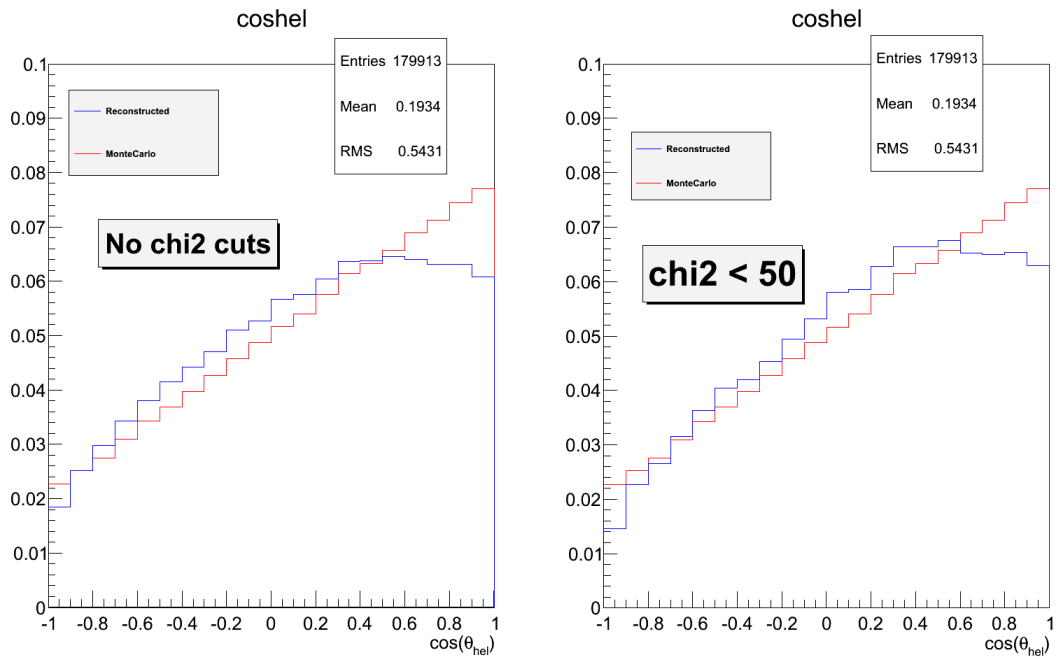 coshel
Entries 179913
Mean 0.1934
RMS 0.5431
Reconstructed
MonteCarlo
No chi2 cuts
0.1
0.09
0.08
0.07
0.06
0.05
0.04
0.03
0.02
0.01
0
-1 -0.8 -0.6 -0.4 -0.2 0 0.2 0.4 0.6 0.8 1
cos(θhel)
coshel
Entries 179913
Mean 0.1934
RMS 0.5431
Reconstructed
MonteCarlo
chi2 < 50
0.1
0.09
0.08
0.07
0.06
0.05
0.04
0.03
0.02
0.01
0
-1 -0.8 -0.6 -0.4 -0.2 0 0.2 0.4 0.6 0.8 1
cos(θhel)